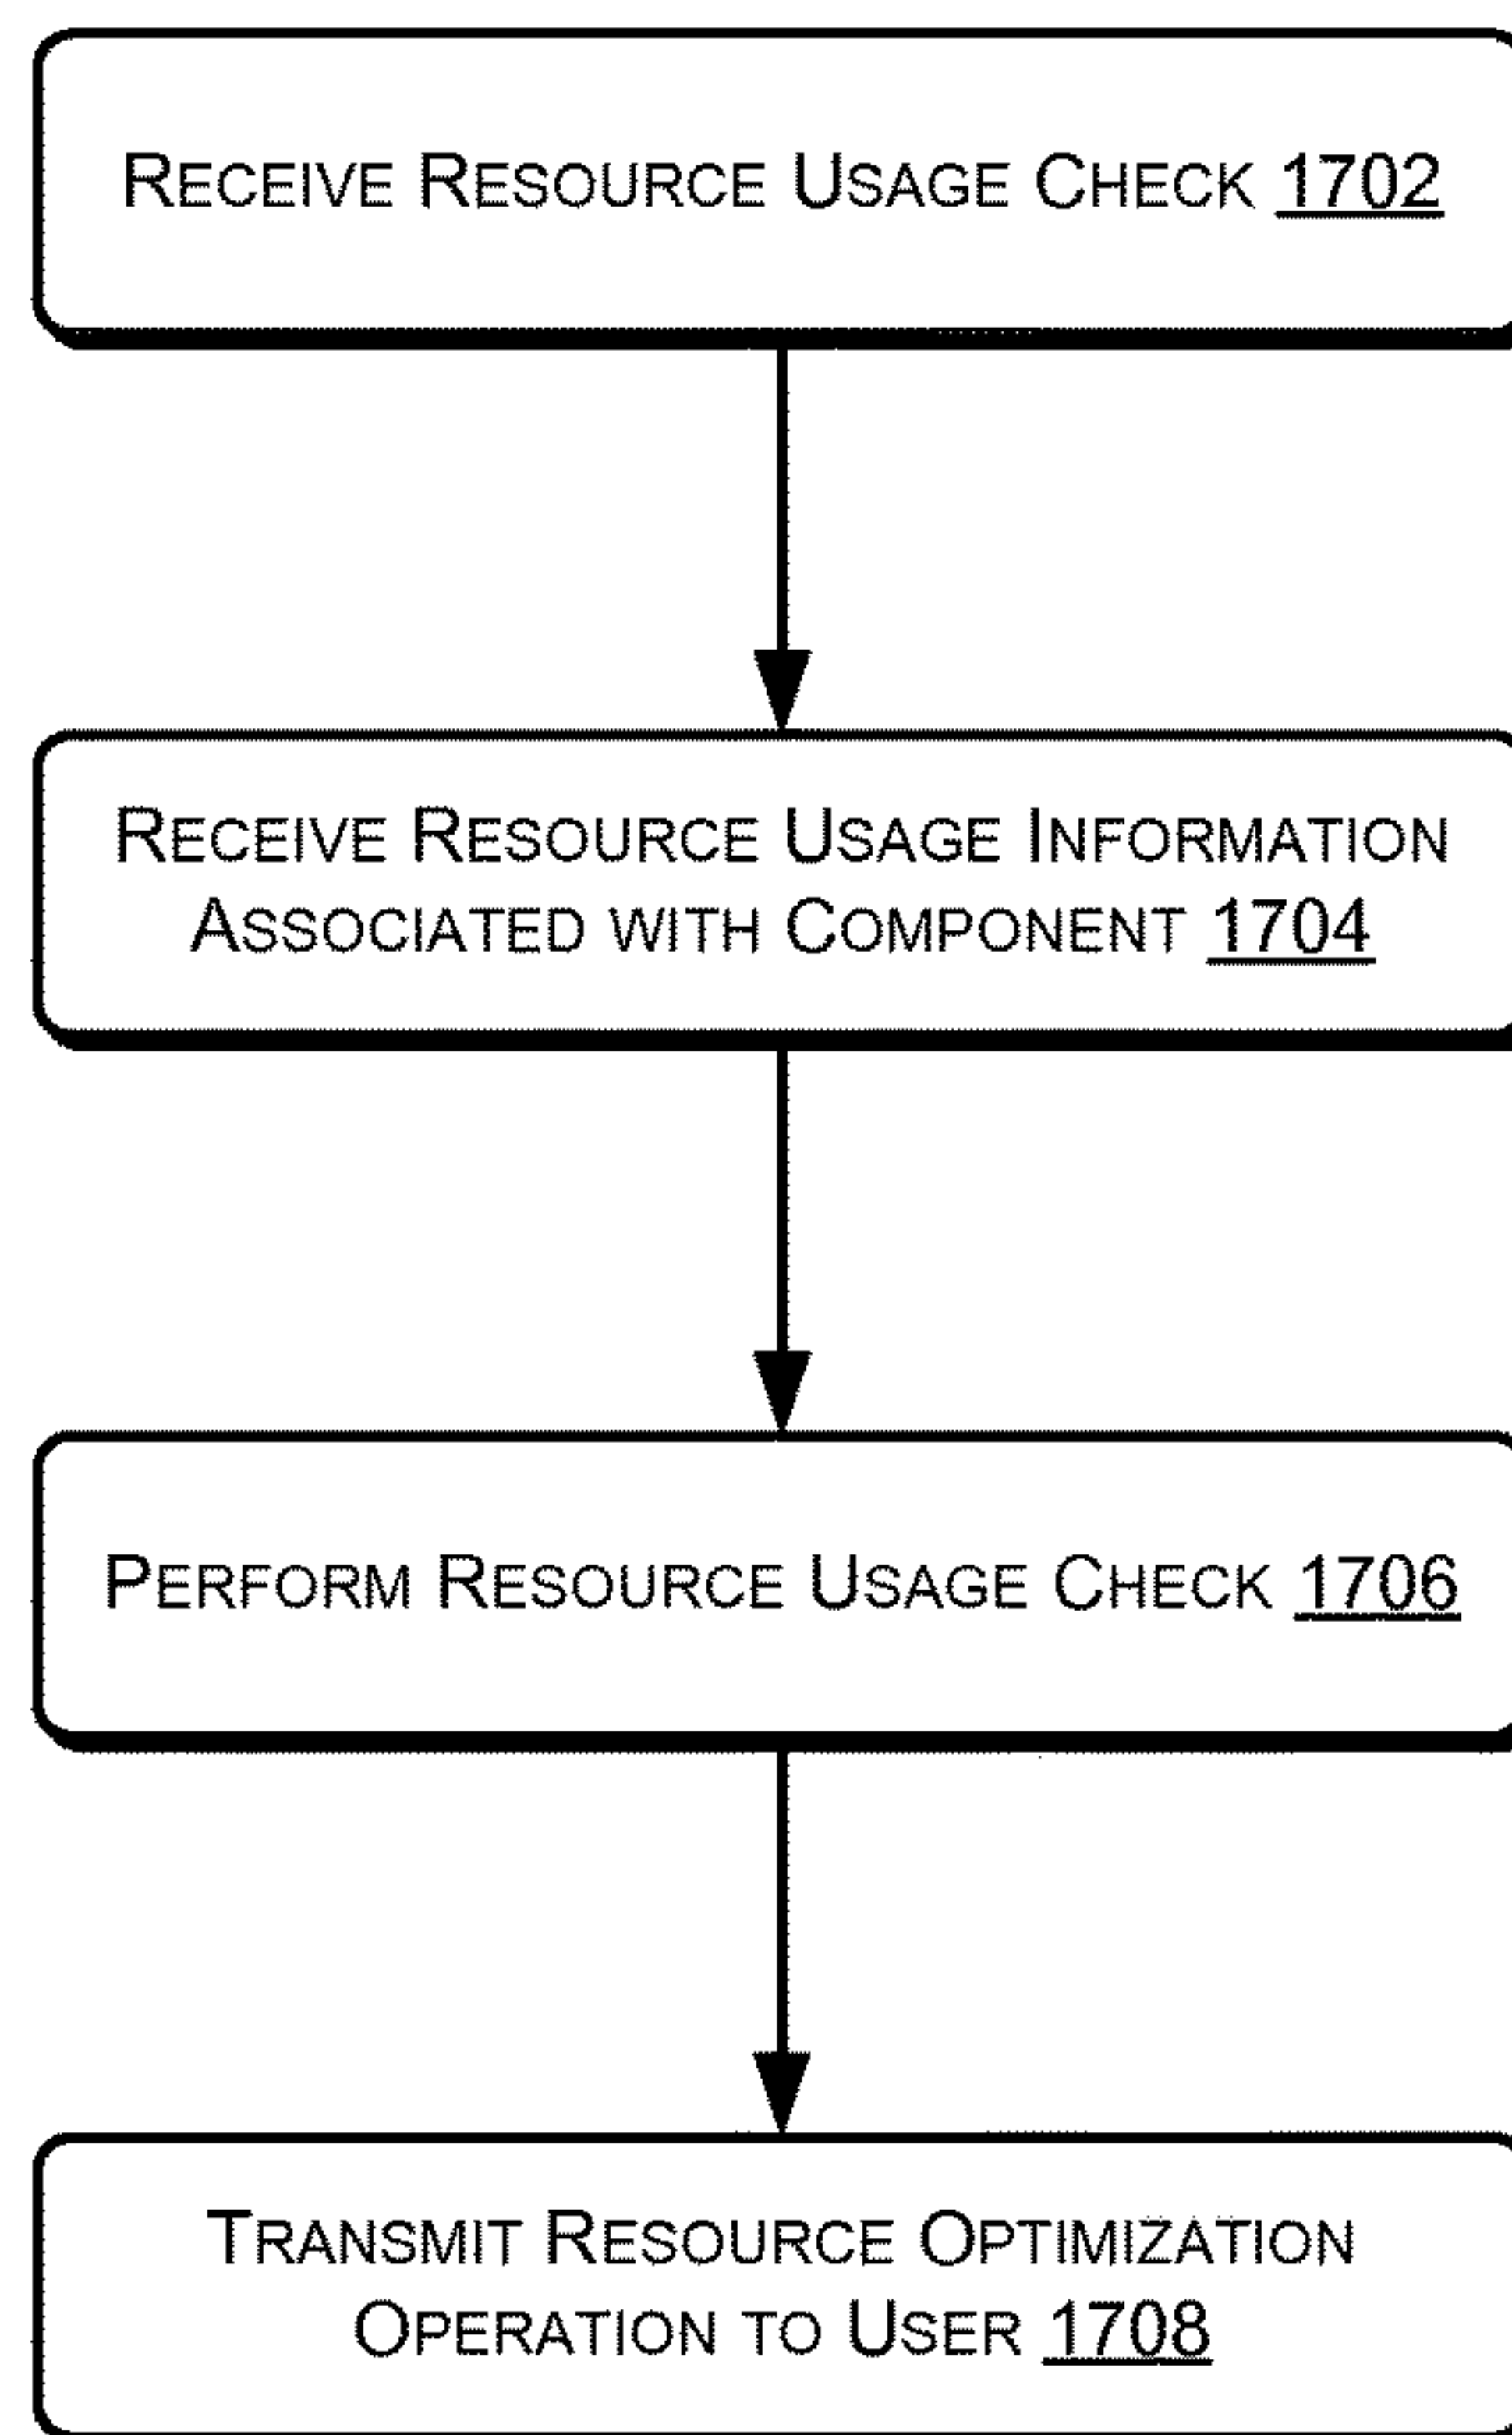 RECEIVE RESOURCE USAGE CHECK 1702
RECEIVE RESOURCE USAGE INFORMATION
ASSOCIATED WITH COMPONENT 1704
PERFORM RESOURCE USAGE CHECK 1706
TRANSMIT RESOURCE OPTIMIZATION
OPERATION TO USER 1708